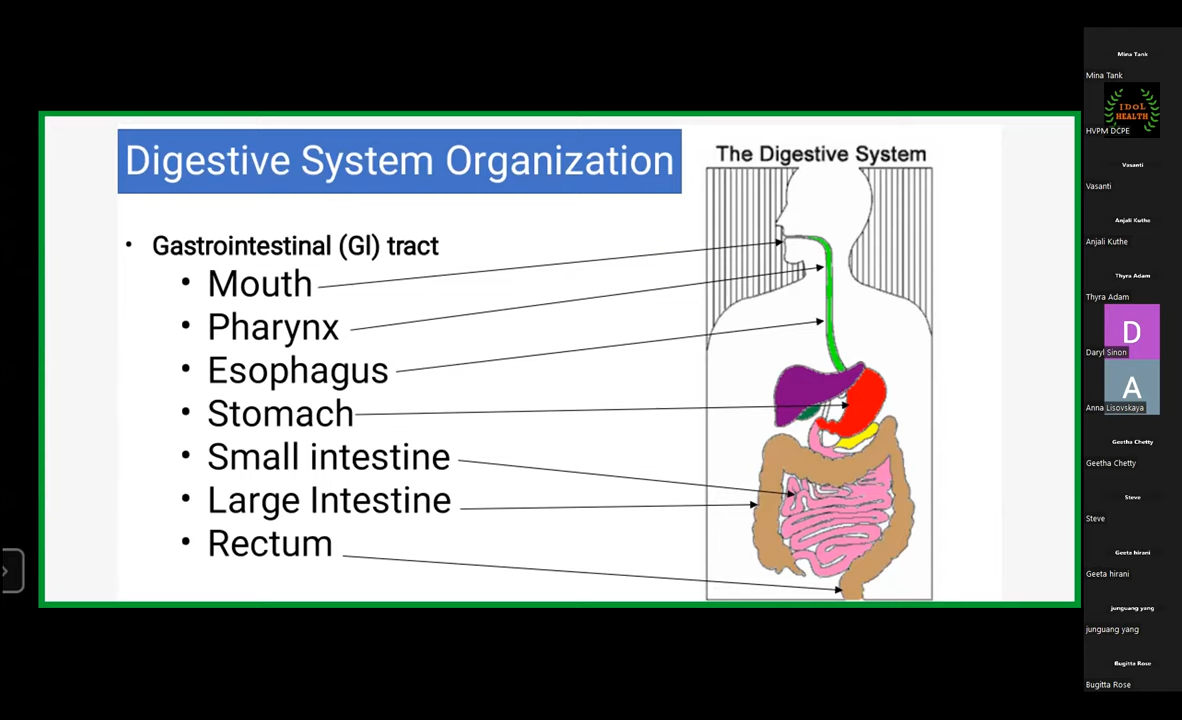 Digestive System Organization
The Digestive System
• Gastrointestinal (GI) tract
• Mouth
• Pharynx
• Esophagus
• Stomach
• Small intestine
• Large Intestine
• Rectum
Mina Tank
Mina Tank
IDOL
HEALTH
HVPM DCPE
Vasanti
Vasanti
Anjali Kuthe
Anjali Kuthe
Thyra Adam
Thyra Adam
D
Daryl Sinon
A
Anna Lisovskaya
Geetha Chetty
Geetha Chetty
Steve
Steve
Geeta hirani
Geeta hirani
junguang yang
junguang yang
Bugitta Rose
Bugitta Rose